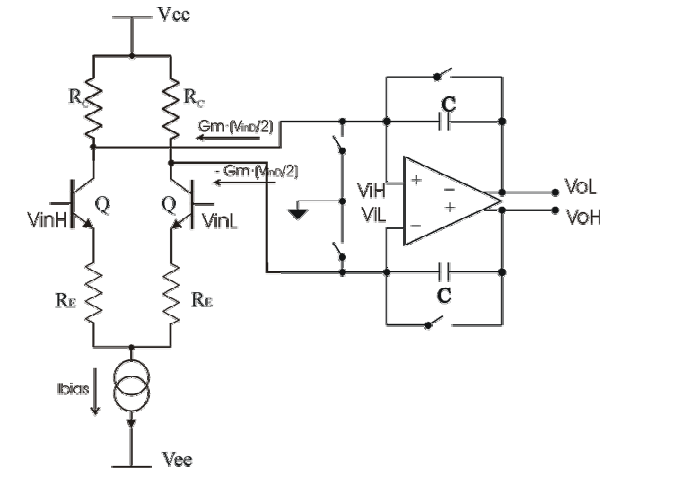 Vcc
RC RC
Gm·(VinD/2)
- Gm·(VinD/2)
C
VinH Q Q VinL
ViH
ViL
+ -
+
-
VoL
VoH
RE RE
C
Ibias
Vee